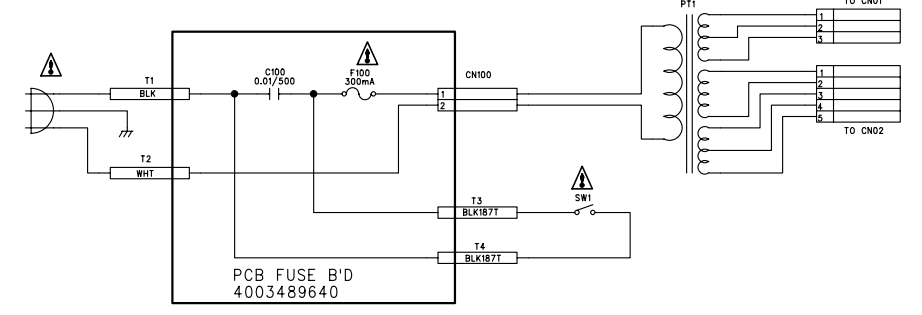 PT1
TO CN01
1
2
3
T1
BLK
C100
0.01/500
F100
300mA
CN100
1
2
1
2
3
4
5
TO CN02
T2
WHT
T3
BLK187T
SW1
T4
BLK187T
PCB FUSE B'D
4003489640